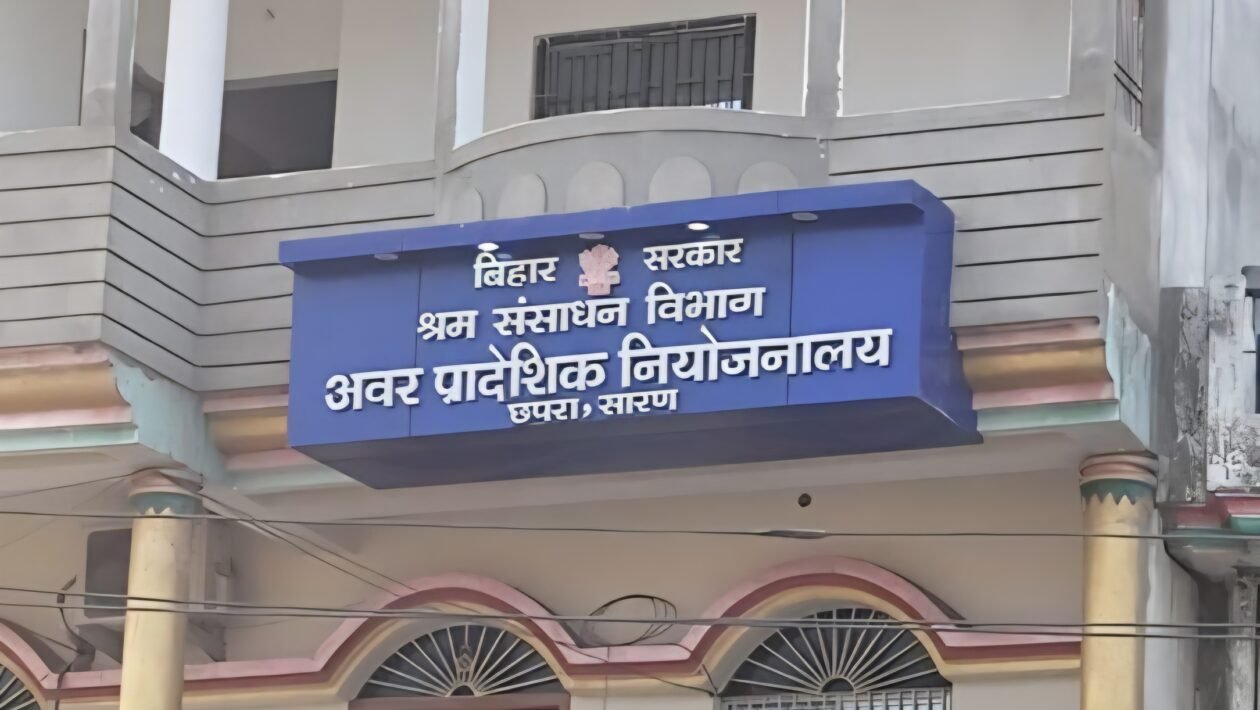 बिहार सरकार
श्रम संसाधन विभाग
अवर प्रादेशिक नियोजनालय
छपरा, सारण